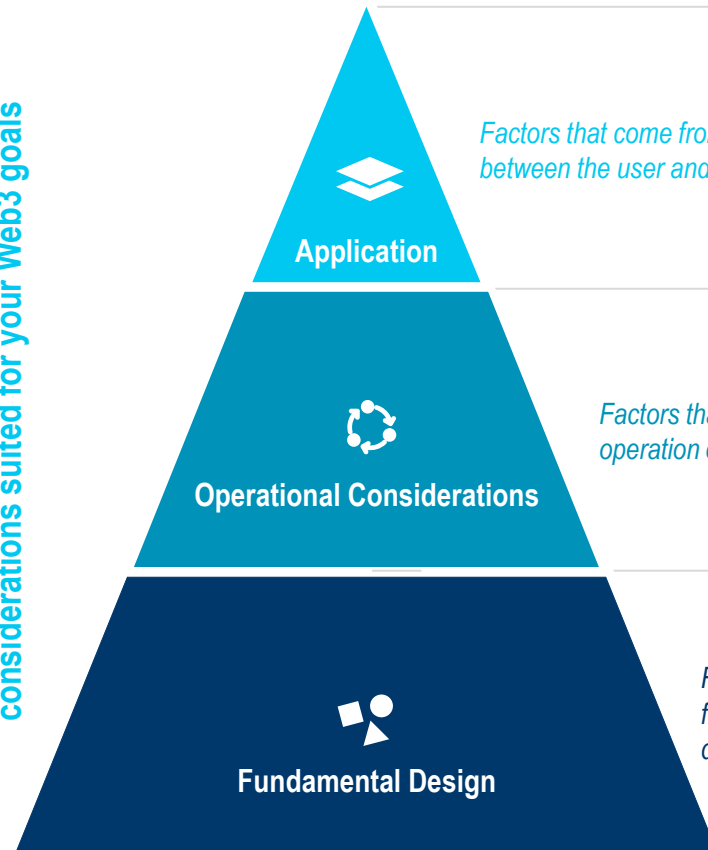 considerations suited for your Web3 goals
Factors that come
between the user and
Application
Factors
operation
Operational Considerations
Fundamental Design